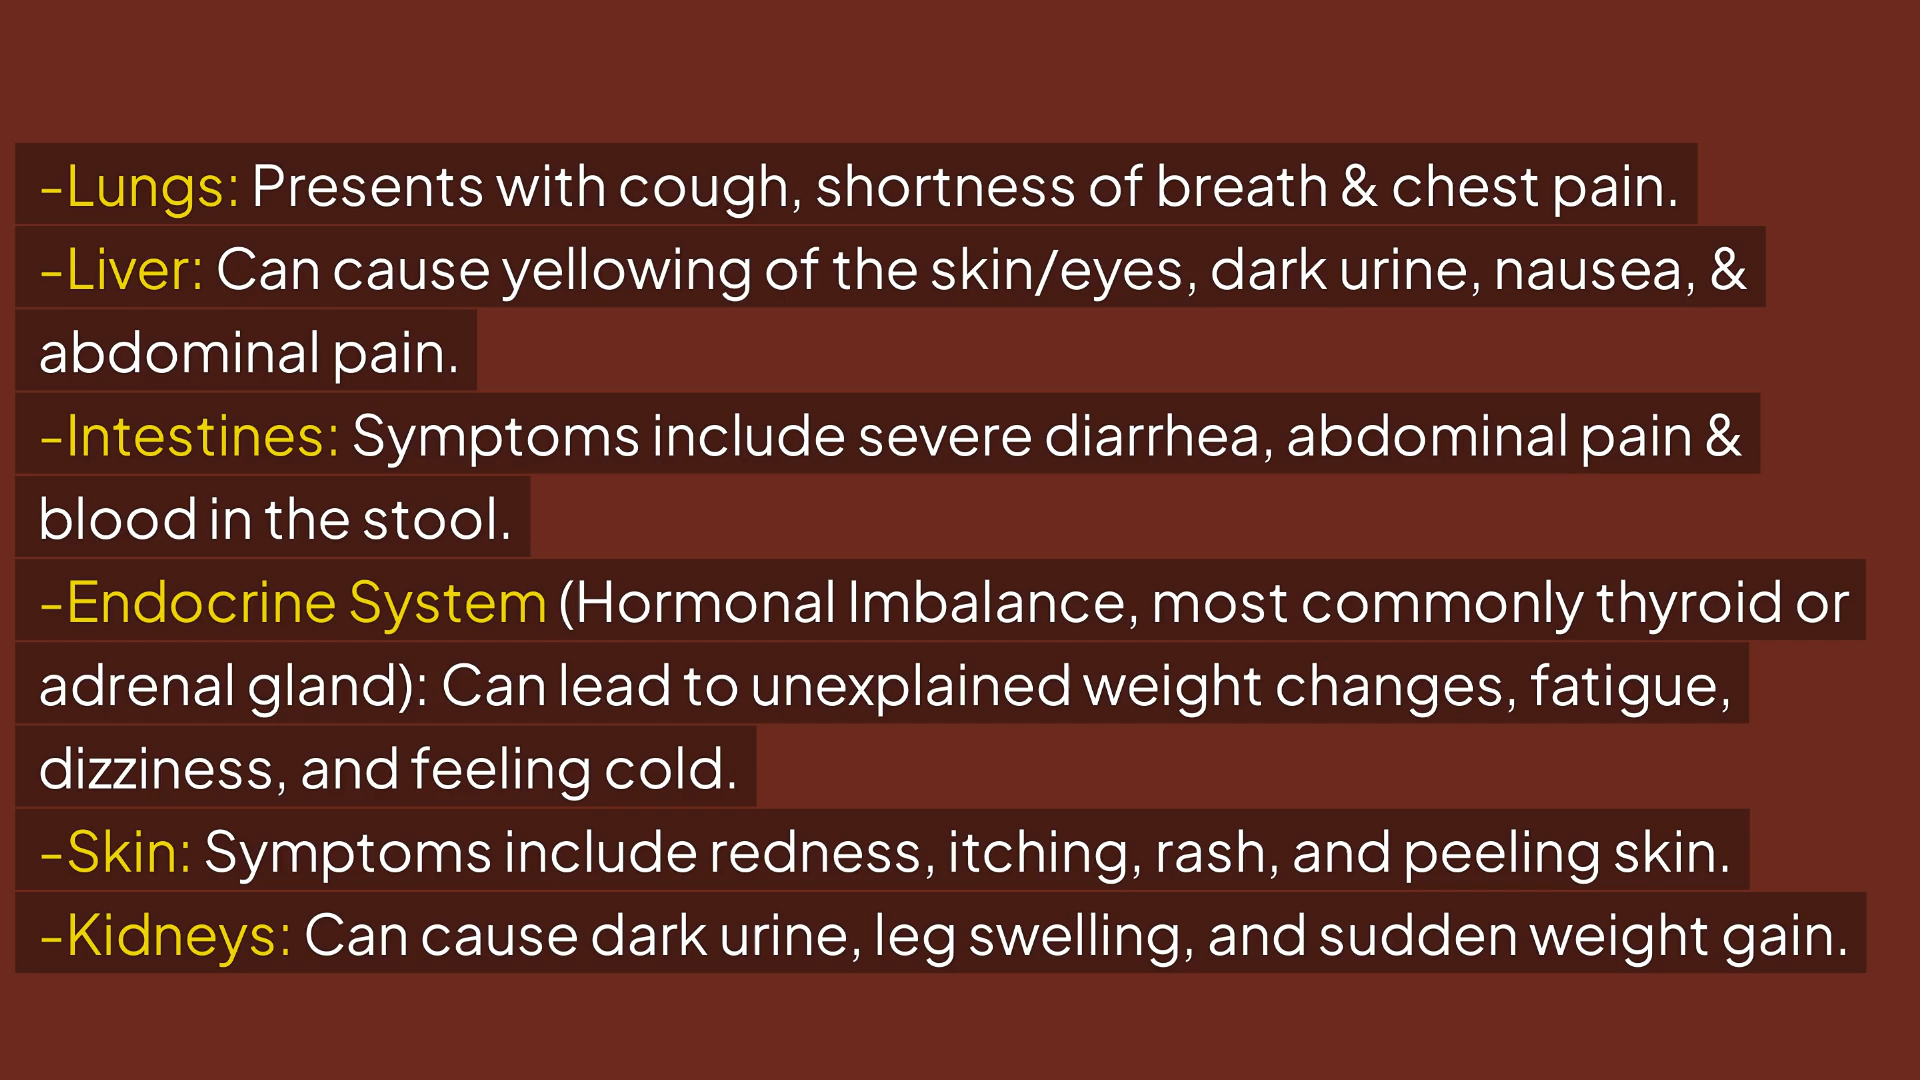 -Lungs: Presents with cough, shortness of breath & chest pain.
-Liver: Can cause yellowing of the skin/eyes, dark urine, nausea, &
abdominal pain.
-Intestines: Symptoms include severe diarrhea, abdominal pain &
blood in the stool.
-Endocrine System (Hormonal Imbalance, most commonly thyroid or
adrenal gland): Can lead to unexplained weight changes, fatigue,
dizziness, and feeling cold.
-Skin: Symptoms include redness, itching, rash, and peeling skin.
-Kidneys: Can cause dark urine, leg swelling, and sudden weight gain.